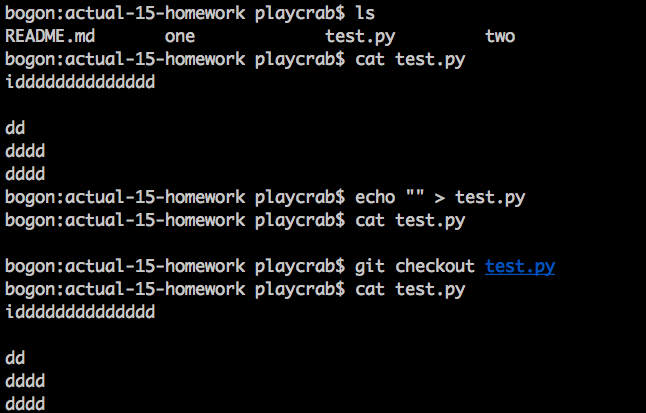 bogon:actual-15-homework playcrab$ ls
README.md one test.py two
bogon:actual-15-homework playcrab$ cat test.py
idddddddddddddd
dd
dddd
dddd
bogon:actual-15-homework playcrab$ echo "" > test.py
bogon:actual-15-homework playcrab$ cat test.py
bogon:actual-15-homework playcrab$ git checkout test.py
bogon:actual-15-homework playcrab$ cat test.py
idddddddddddddd
dd
dddd
dddd